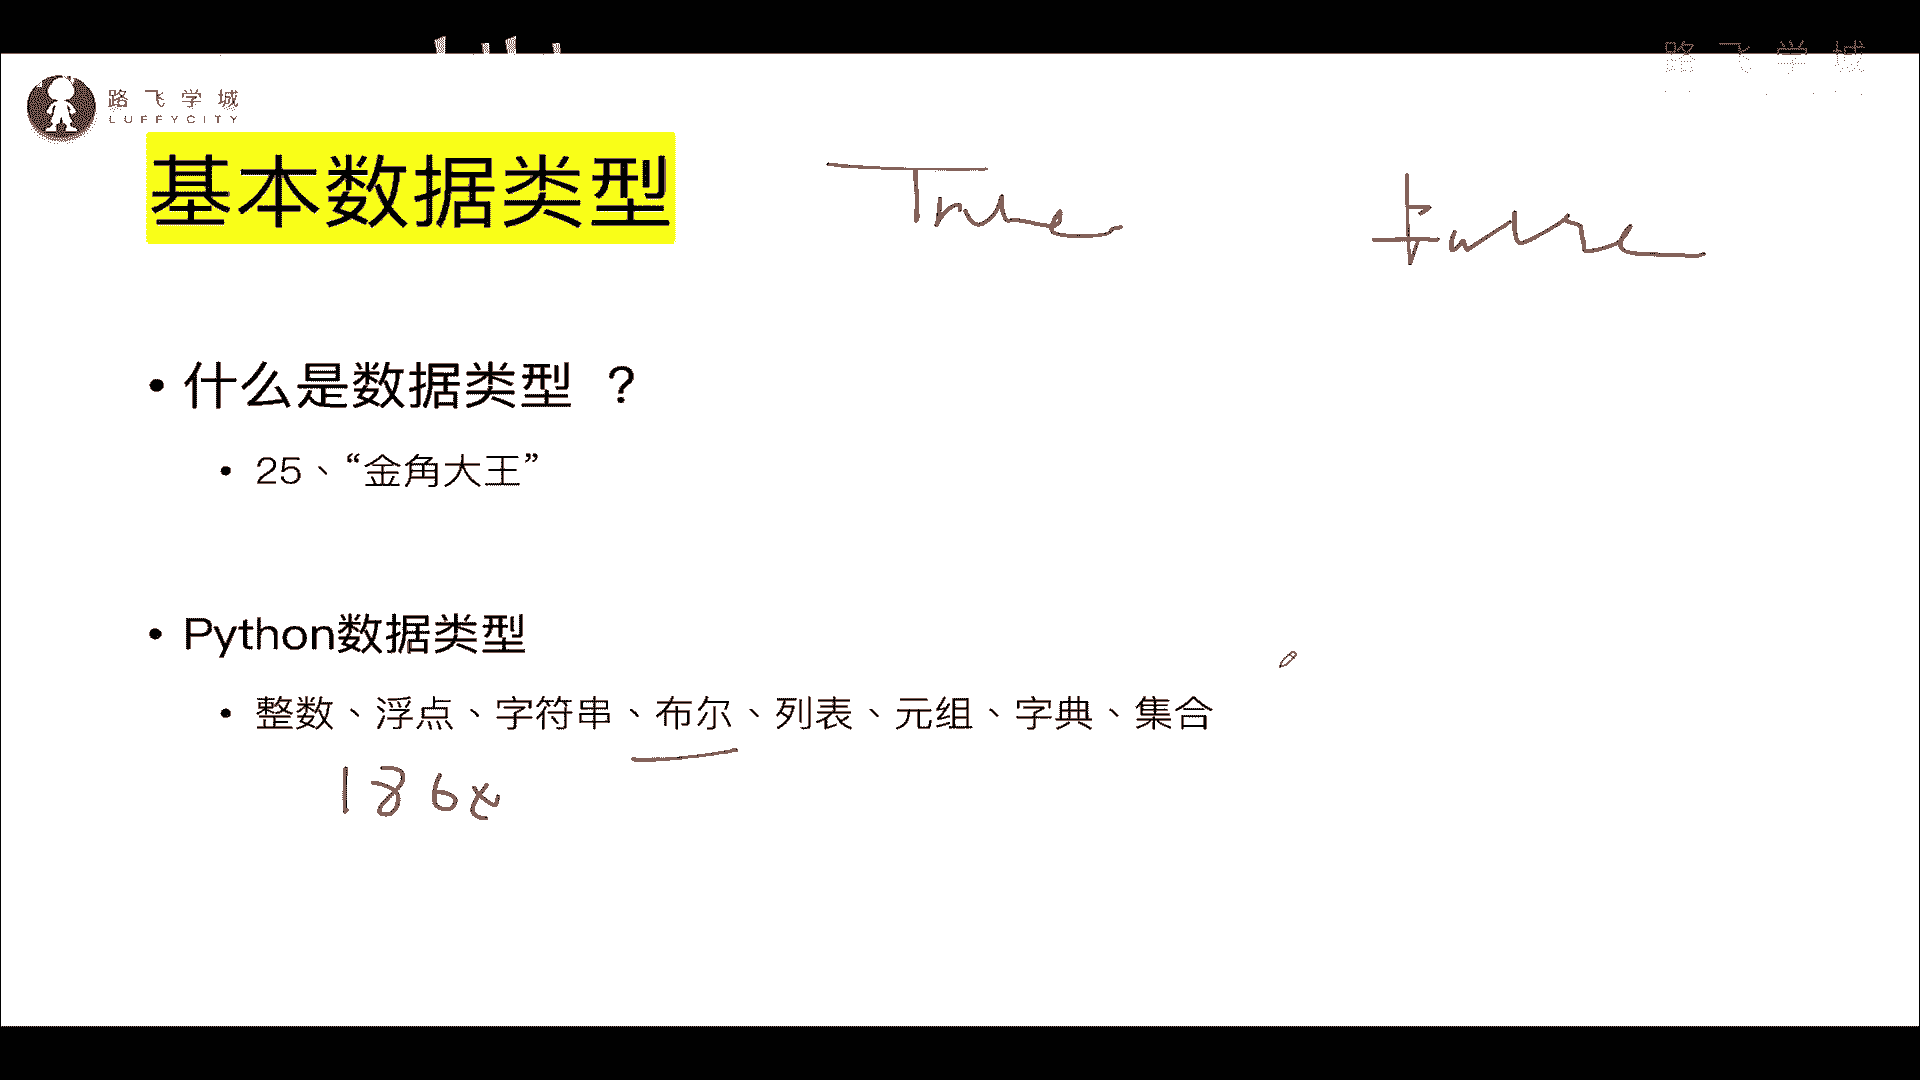 路飞学城
路飞学城
LUFFYCITY
基本数据类型
True False
• 什么是数据类型 ？
• 25、“金角大王”
• Python数据类型
• 整数、浮点、字符串、布尔、列表、元组、字典、集合
186